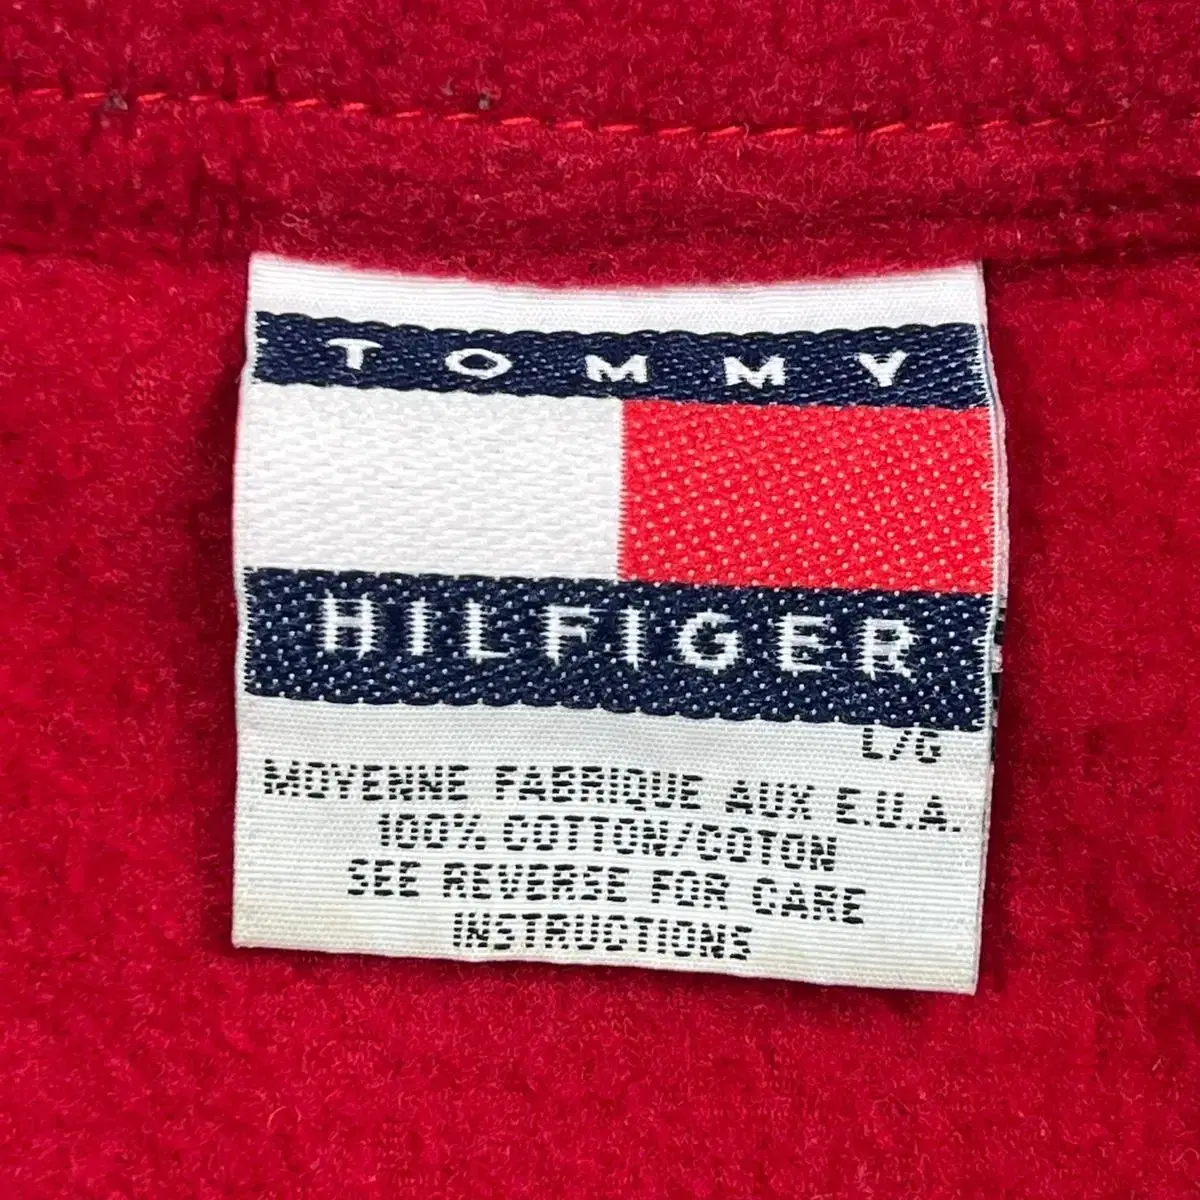 TOMMY
HILFIGER
L/G
MOYENNE FABRIQUE AUX E.U.A.
100% COTTON/COTON
SEE REVERSE FOR CARE
INSTRUCTIONS